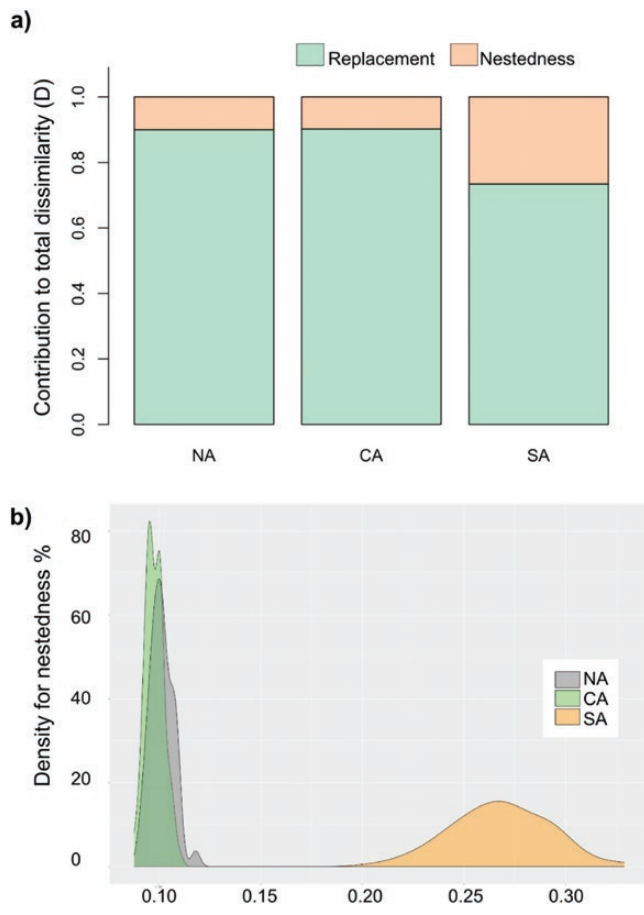 a)
Replacement Nestedness
Contribution to total dissimilarity (D)
1.0
0.8
0.6
0.4
0.2
0.0
NA CA SA
b)
Density for nestedness %
80
60
40
20
0
NA
CA
SA
0.10 0.15 0.20 0.25 0.30